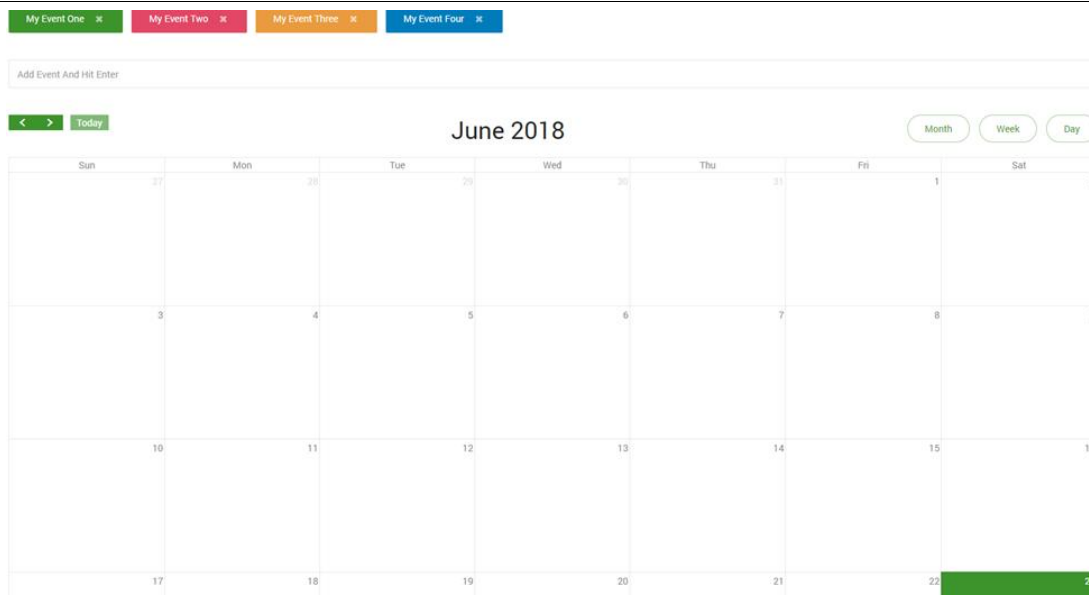 My Event One ✖ My Event Two ✖ My Event Three ✖ My Event Four ✖
Add Event And Hit Enter
< > Today June 2018 Month Week Day
Sun Mon Tue Wed Thu Fri Sat
27 28 29 30 31 1
3 4 5 6 7 8
10 11 12 13 14 15
17 18 19 20 21 22